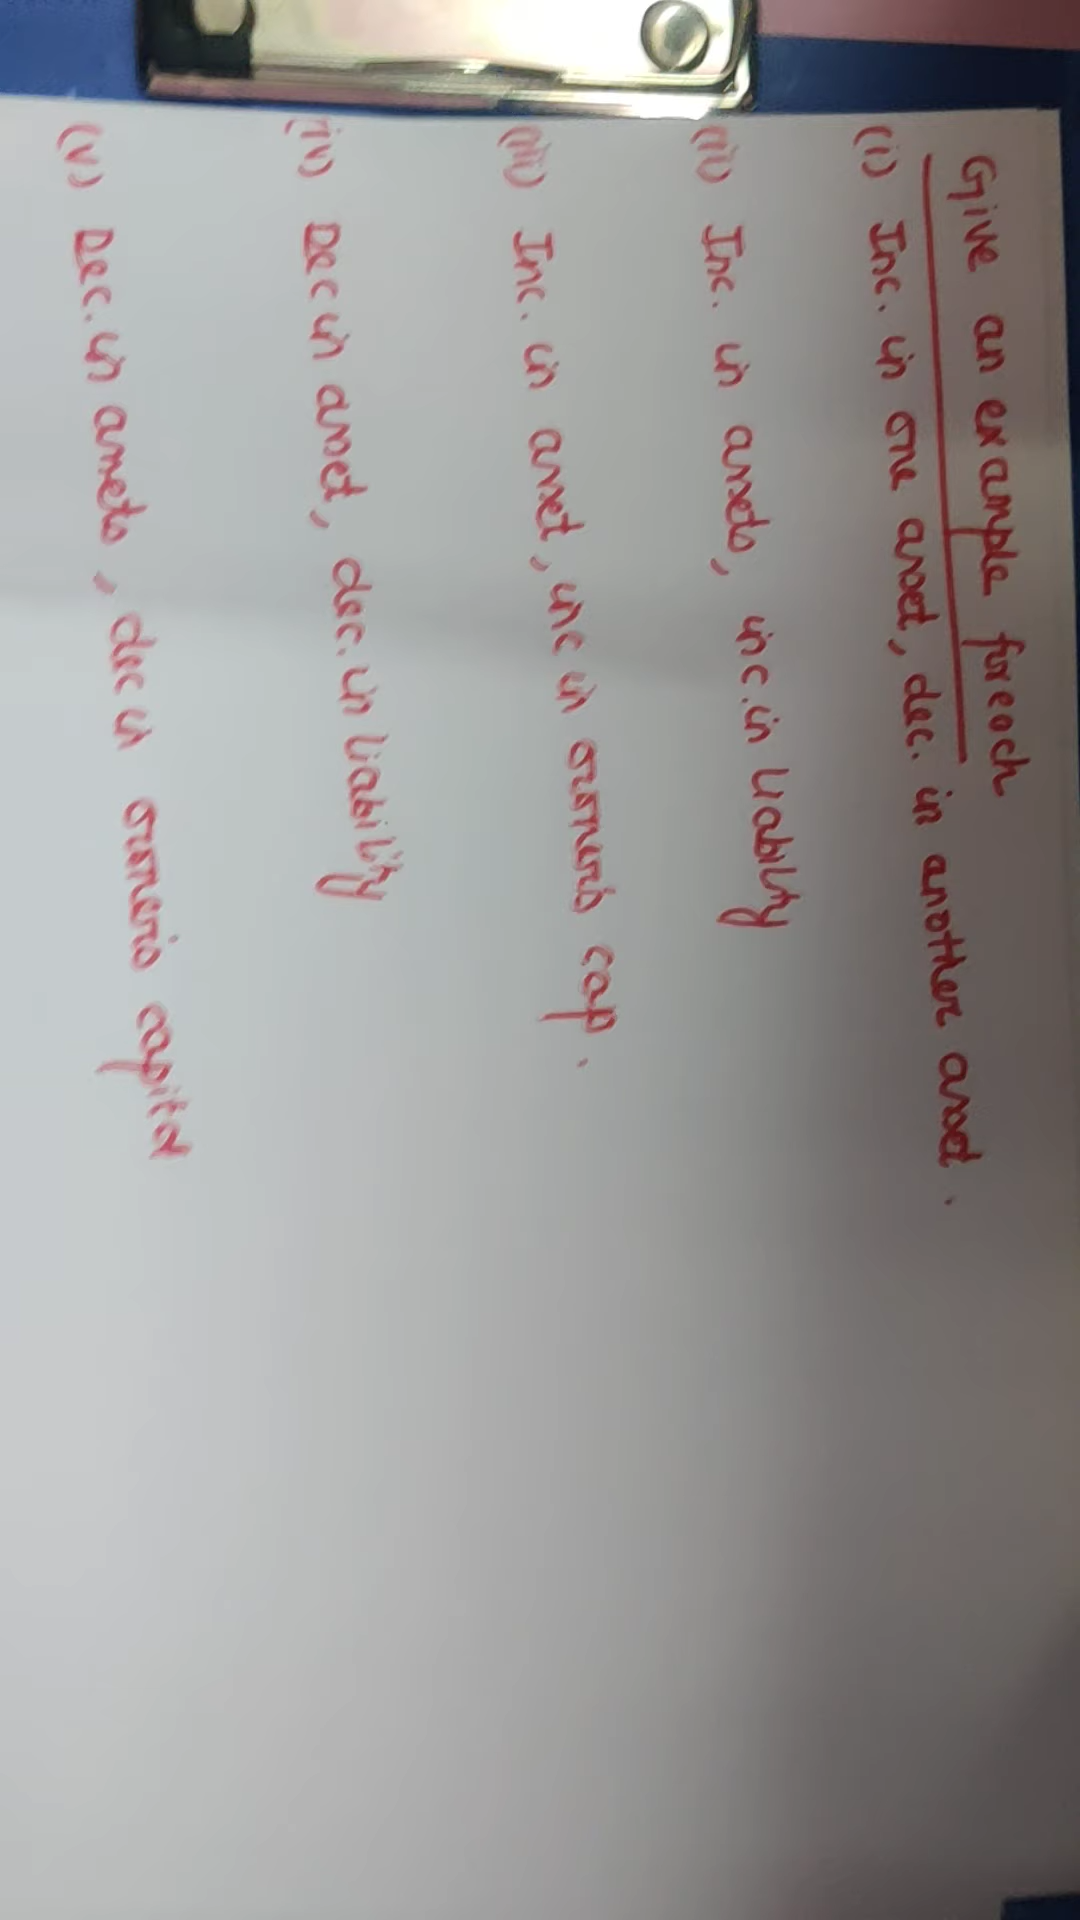 Give an example for each
(i) Inc. in one asset, dec. in another asset.
(ii) Inc. in assets, inc. in liability
(iii) Inc. in asset, inc in owner's cap.
(iv) Dec in asset, dec. in liability
(v) Dec. in assets, dec in owner's capital